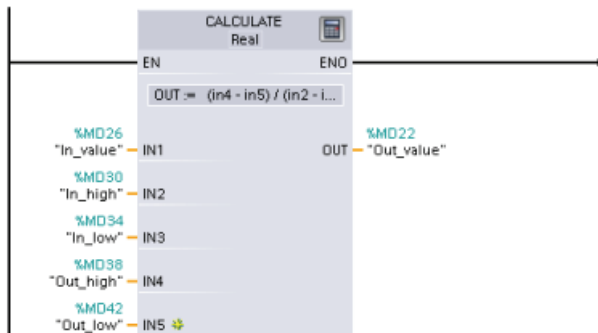 CALCULATE
Real
EN ENO
OUT := (in4 - in5) / (in2 - i...
%MD26
"In_value" IN1
%MD22
OUT "Out_value"
%MD30
"In_high" IN2
%MD34
"In_low" IN3
%MD38
"Out_high" IN4
%MD42
"Out_low" IN5